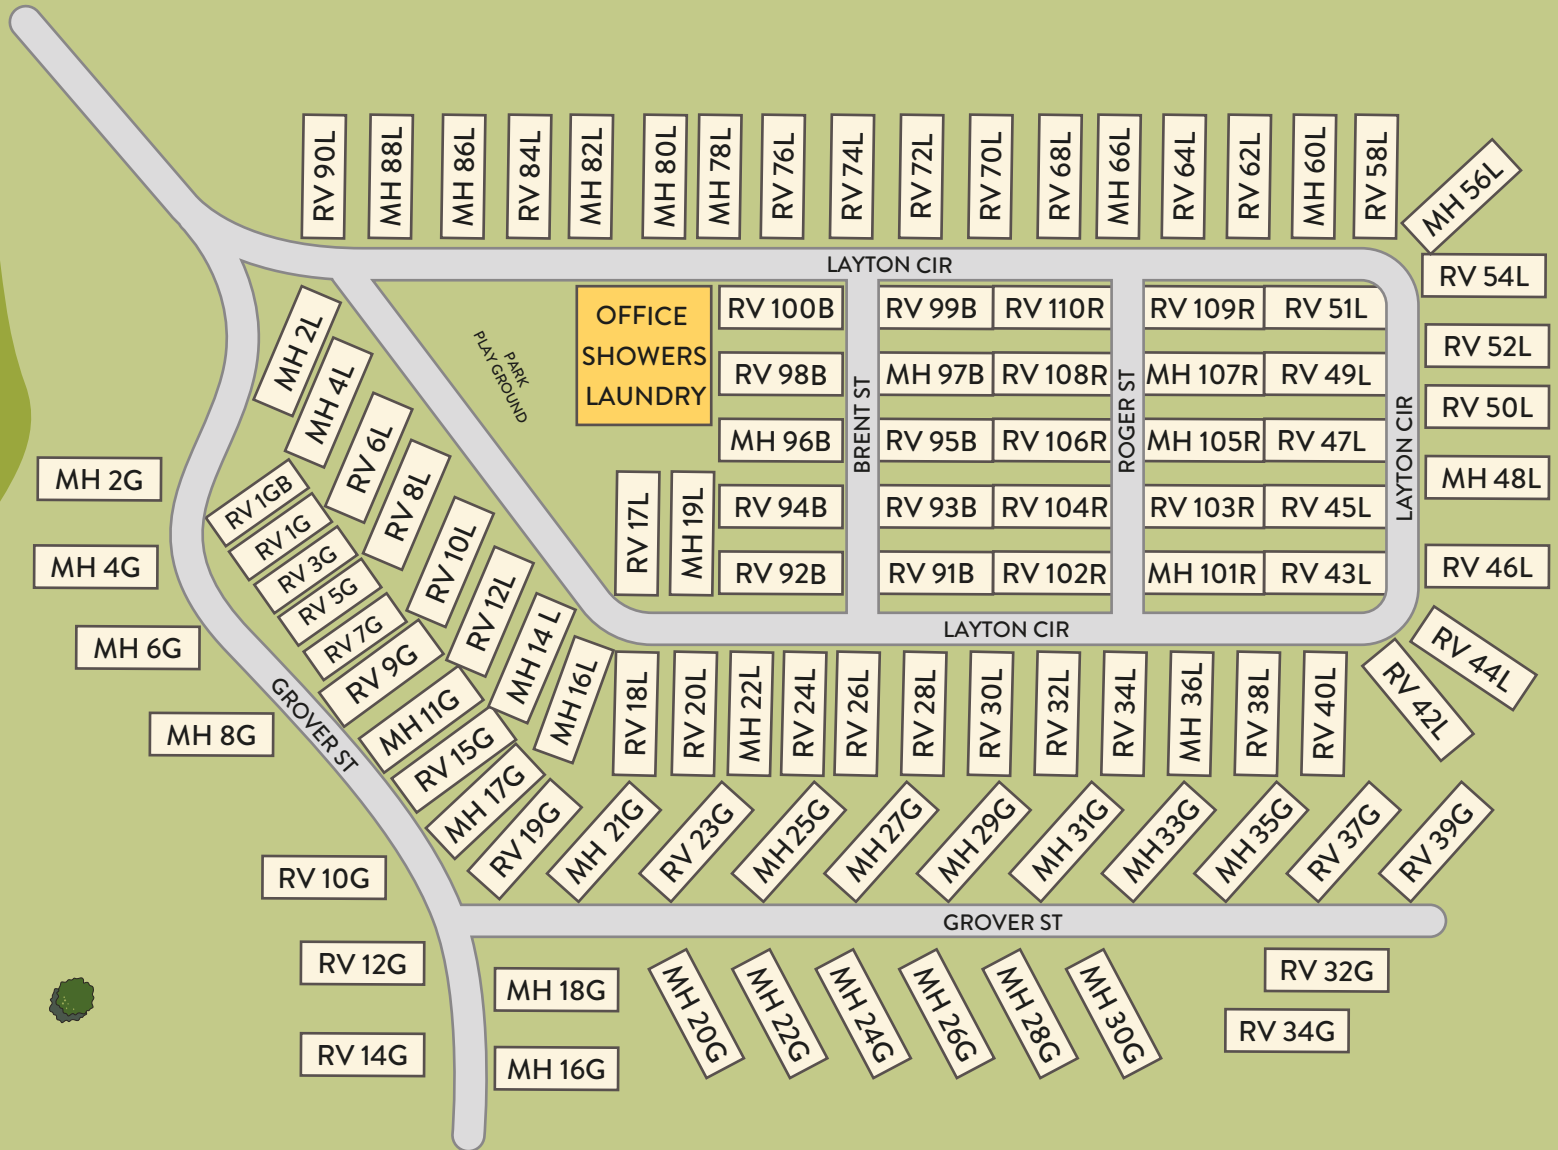 RV 90L
MH 88L
MH 86L
RV 84L
MH 82L
MH 80L
MH 78L
RV 76L
RV 74L
RV 72L
RV 70L
RV 68L
MH 66L
RV 64L
RV 62L
MH 60L
RV 58L
MH 56L
LAYTON CIR
RV 54L
RV 52L
RV 50L
MH 48L
RV 46L
OFFICE
SHOWERS
LAUNDRY
PARK
PLAY GROUND
RV 100B
RV 98B
MH 96B
RV 94B
RV 92B
RV 17L
MH 19L
BRENT ST
RV 99B
RV 110R
MH 97B
RV 108R
RV 95B
RV 106R
RV 93B
RV 104R
RV 91B
RV 102R
ROGER ST
RV 109R
RV 51L
MH 107R
RV 49L
MH 105R
RV 47L
RV 103R
RV 45L
MH 101R
RV 43L
LAYTON CIR
LAYTON CIR
MH 2L
MH 4L
RV 6L
RV 8L
RV 10L
RV 12L
MH 14 L
MH 16L
RV 18L
RV 20L
MH 22L
RV 24L
RV 26L
RV 28L
RV 30L
RV 32L
RV 34L
MH 36L
RV 38L
RV 40L
RV 42L
RV 44L
MH 2G
MH 4G
MH 6G
MH 8G
RV 10G
RV 12G
RV 14G
GROVER ST
RV 1GB
RV 1G
RV 3G
RV 5G
RV 7G
RV 9G
MH 11G
RV 15G
MH 17G
RV 19G
MH 21G
RV 23G
MH 25G
MH 27G
MH 29G
MH 31G
MH 33G
MH 35G
RV 37G
RV 39G
GROVER ST
MH 18G
MH 16G
MH 20G
MH 22G
MH 24G
MH 26G
MH 28G
MH 30G
RV 32G
RV 34G